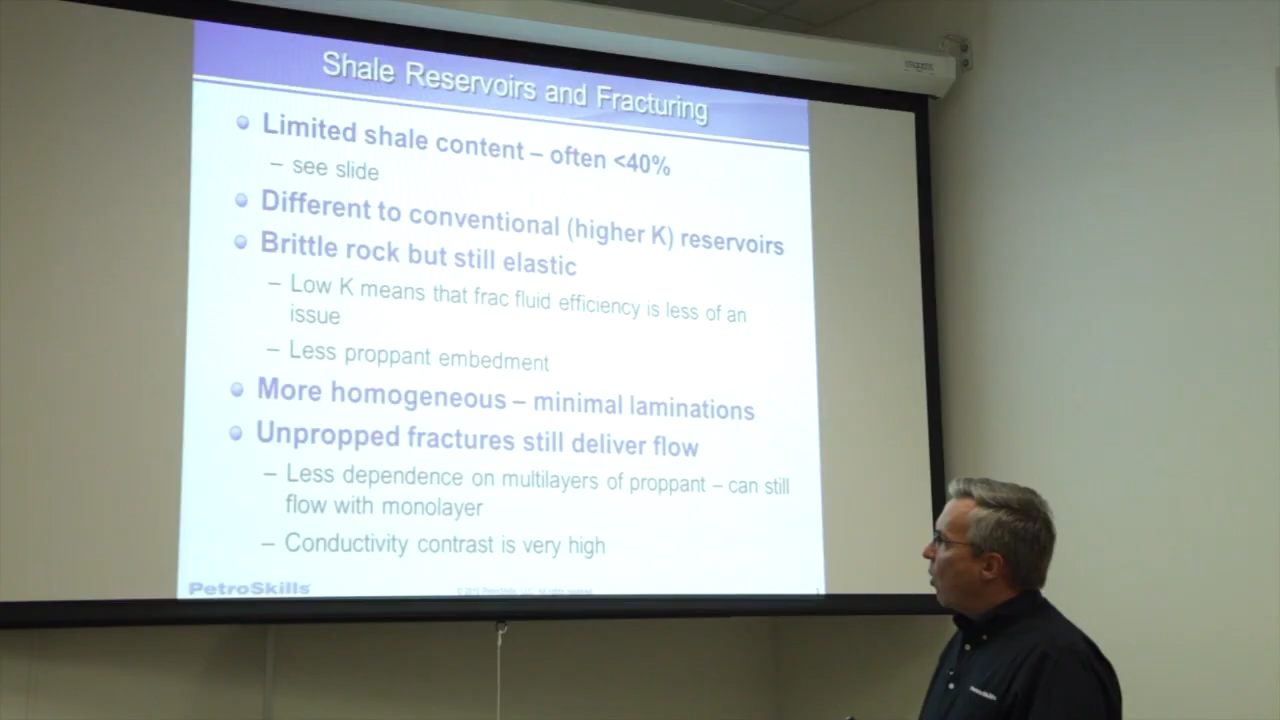 Shale Reservoirs and Fracturing
Limited shale content – often <40%
– see slide
Different to conventional (higher K) reservoirs
Brittle rock but still elastic
– Low K means that frac fluid efficiency is less of an
issue
– Less proppant embedment
More homogeneous – minimal laminations
Unpropped fractures still deliver flow
– Less dependence on multilayers of proppant – can still
flow with monolayer
– Conductivity contrast is very high
PetroSkills